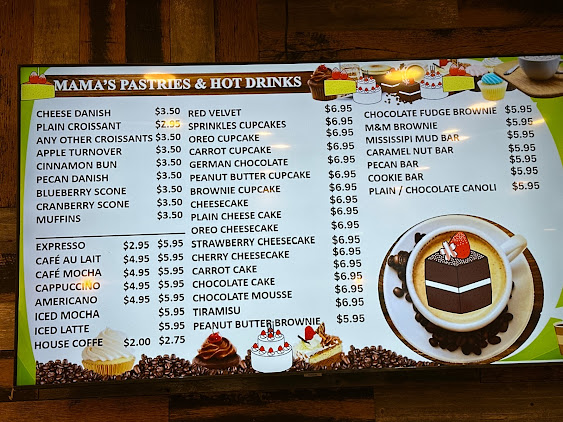 MAMA'S PASTRIES & HOT DRINKS
CHEESE DANISH $3.50
PLAIN CROISSANT $2.95
ANY OTHER CROISSANTS $3.50
APPLE TURNOVER $3.50
CINNAMON BUN $3.50
PECAN DANISH $3.50
BLUEBERRY SCONE $3.50
CRANBERRY SCONE $3.50
MUFFINS $3.50
EXPRESSO $2.95 $5.95
CAFÉ AU LAIT $4.95 $5.95
CAFÉ MOCHA $4.95 $5.95
CAPPUCCINO $4.95 $5.95
AMERICANO $4.95 $5.95
ICED MOCHA $5.95
ICED LATTE $5.95
HOUSE COFFE $2.00 $2.75
RED VELVET $6.95
SPRINKLES CUPCAKES $6.95
OREO CUPCAKE $6.95
CARROT CUPCAKE $6.95
GERMAN CHOCOLATE $6.95
PEANUT BUTTER CUPCAKE $6.95
BROWNIE CUPCAKE $6.95
CHEESECAKE $6.95
PLAIN CHEESE CAKE $6.95
OREO CHEESECAKE $6.95
STRAWBERRY CHEESECAKE $6.95
CHERRY CHEESECAKE $6.95
CARROT CAKE $6.95
CHOCOLATE CAKE $6.95
CHOCOLATE MOUSSE $6.95
TIRAMISU $6.95
PEANUT BUTTER BROWNIE $5.95
CHOCOLATE FUDGE BROWNIE $5.95
M&M BROWNIE $5.95
MISSISSIPI MUD BAR $5.95
CARAMEL NUT BAR $5.95
PECAN BAR $5.95
COOKIE BAR $5.95
PLAIN / CHOCOLATE CANOLI $5.95